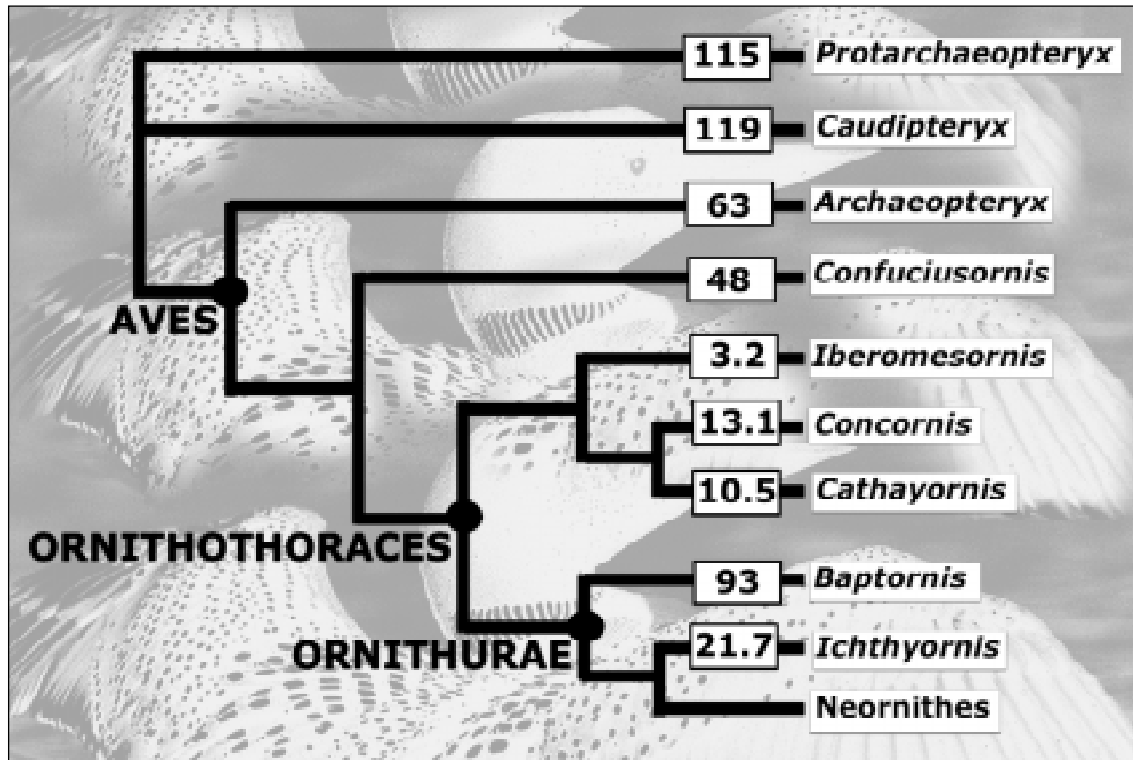 115 Protarchaeopteryx
119 Caudipteryx
63 Archaeopteryx
48 Confuciusornis
AVES
3.2 Iberomesornis
13.1 Concornis
10.5 Cathayornis
ORNITHOTHORACES
93 Baptornis
ORNITHURAE
21.7 Ichthyornis
Neornithes